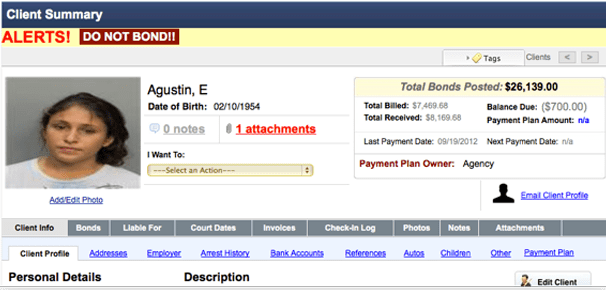 Client Summary
ALERTS! DO NOT BOND!!
Tags Clients < >
Agustin, E
Date of Birth: 02/10/1954
0 notes 1 attachments
I Want To:
---Select an Action---
Add/Edit Photo
Total Bonds Posted: $26,139.00
Total Billed: $7,469.68 Balance Due: ($700.00)
Total Received: $8,169.68 Payment Plan Amount: n/a
Last Payment Date: 09/19/2012 Next Payment Date: n/a
Payment Plan Owner: Agency
Email Client Profile
Client Info Bonds Liable For Court Dates Invoices Check-In Log Photos Notes Attachments
Client Profile Addresses Employer Arrest History Bank Accounts References Autos Children Other Payment Plan
Personal Details Description Edit Client